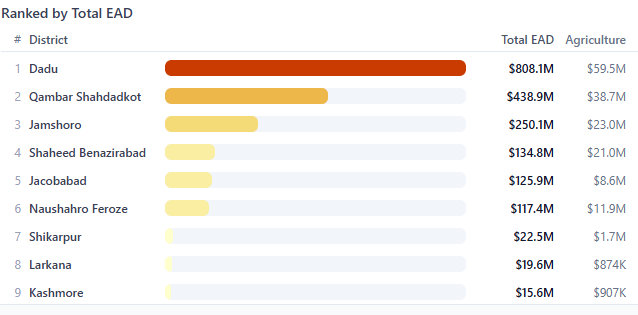 Ranked by Total EAD
# District Total EAD Agriculture
1 Dadu $808.1M $59.5M
2 Qambar Shahdadkot $438.9M $38.7M
3 Jamshoro $250.1M $23.0M
4 Shaheed Benazirabad $134.8M $21.0M
5 Jacobabad $125.9M $8.6M
6 Naushahro Feroze $117.4M $11.9M
7 Shikarpur $22.5M $1.7M
8 Larkana $19.6M $874K
9 Kashmore $15.6M $907K